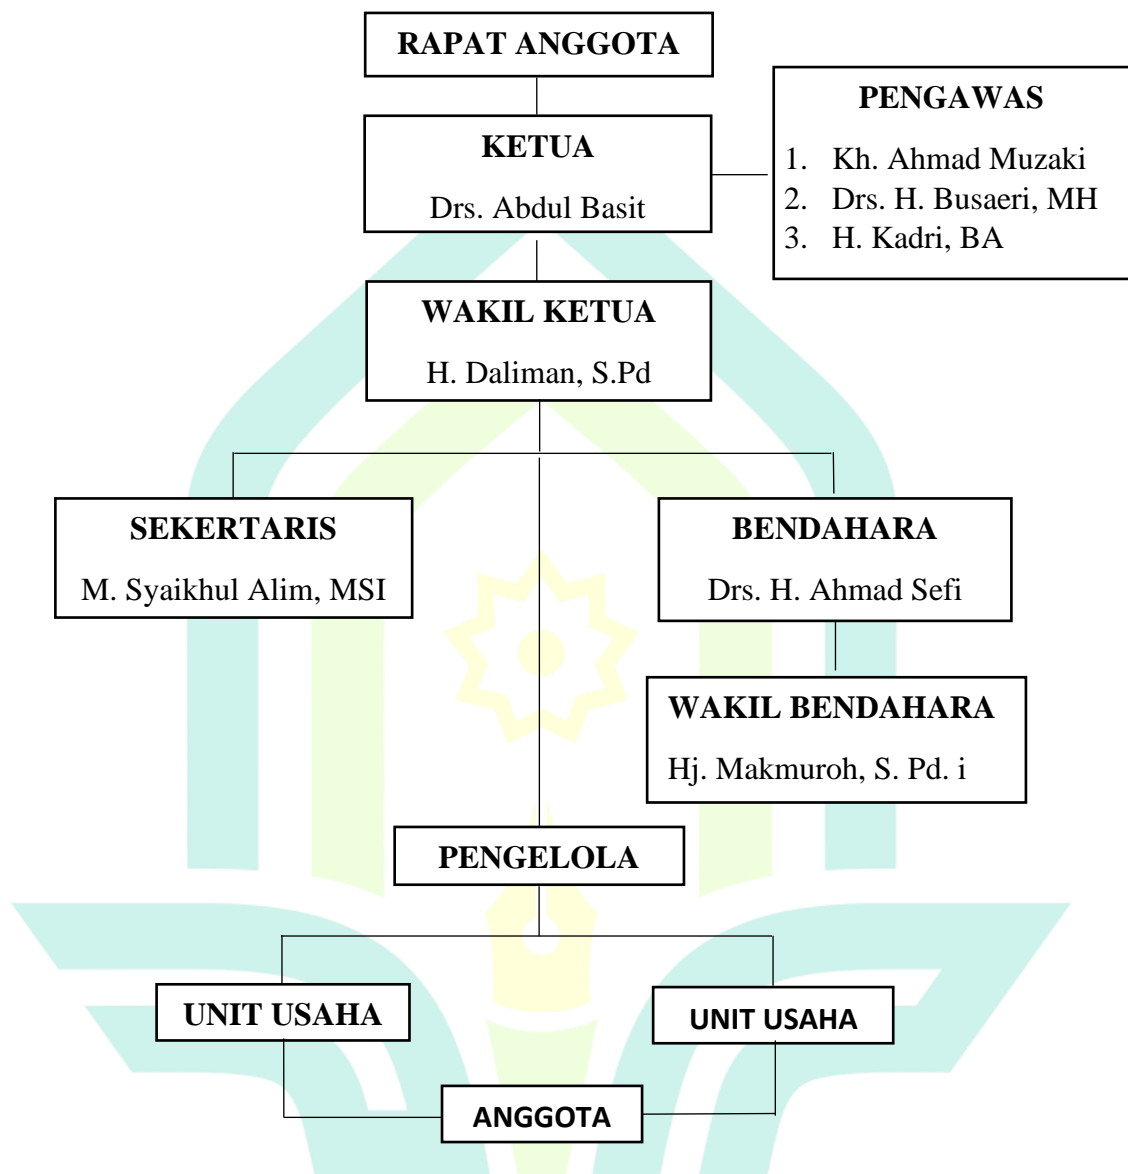 RAPAT ANGGOTA
KETUA
Drs. Abdul Basit
PENGAWAS
1. Kh. Ahmad Muzaki
2. Drs. H. Busaeri, MH
3. H. Kadri, BA
WAKIL KETUA
H. Daliman, S.Pd
SEKERTARIS
M. Syaikhul Alim, MSI
BENDAHARA
Drs. H. Ahmad Sefi
WAKIL BENDAHARA
Hj. Makmuroh, S. Pd. i
PENGELOLA
UNIT USAHA
UNIT USAHA
ANGGOTA